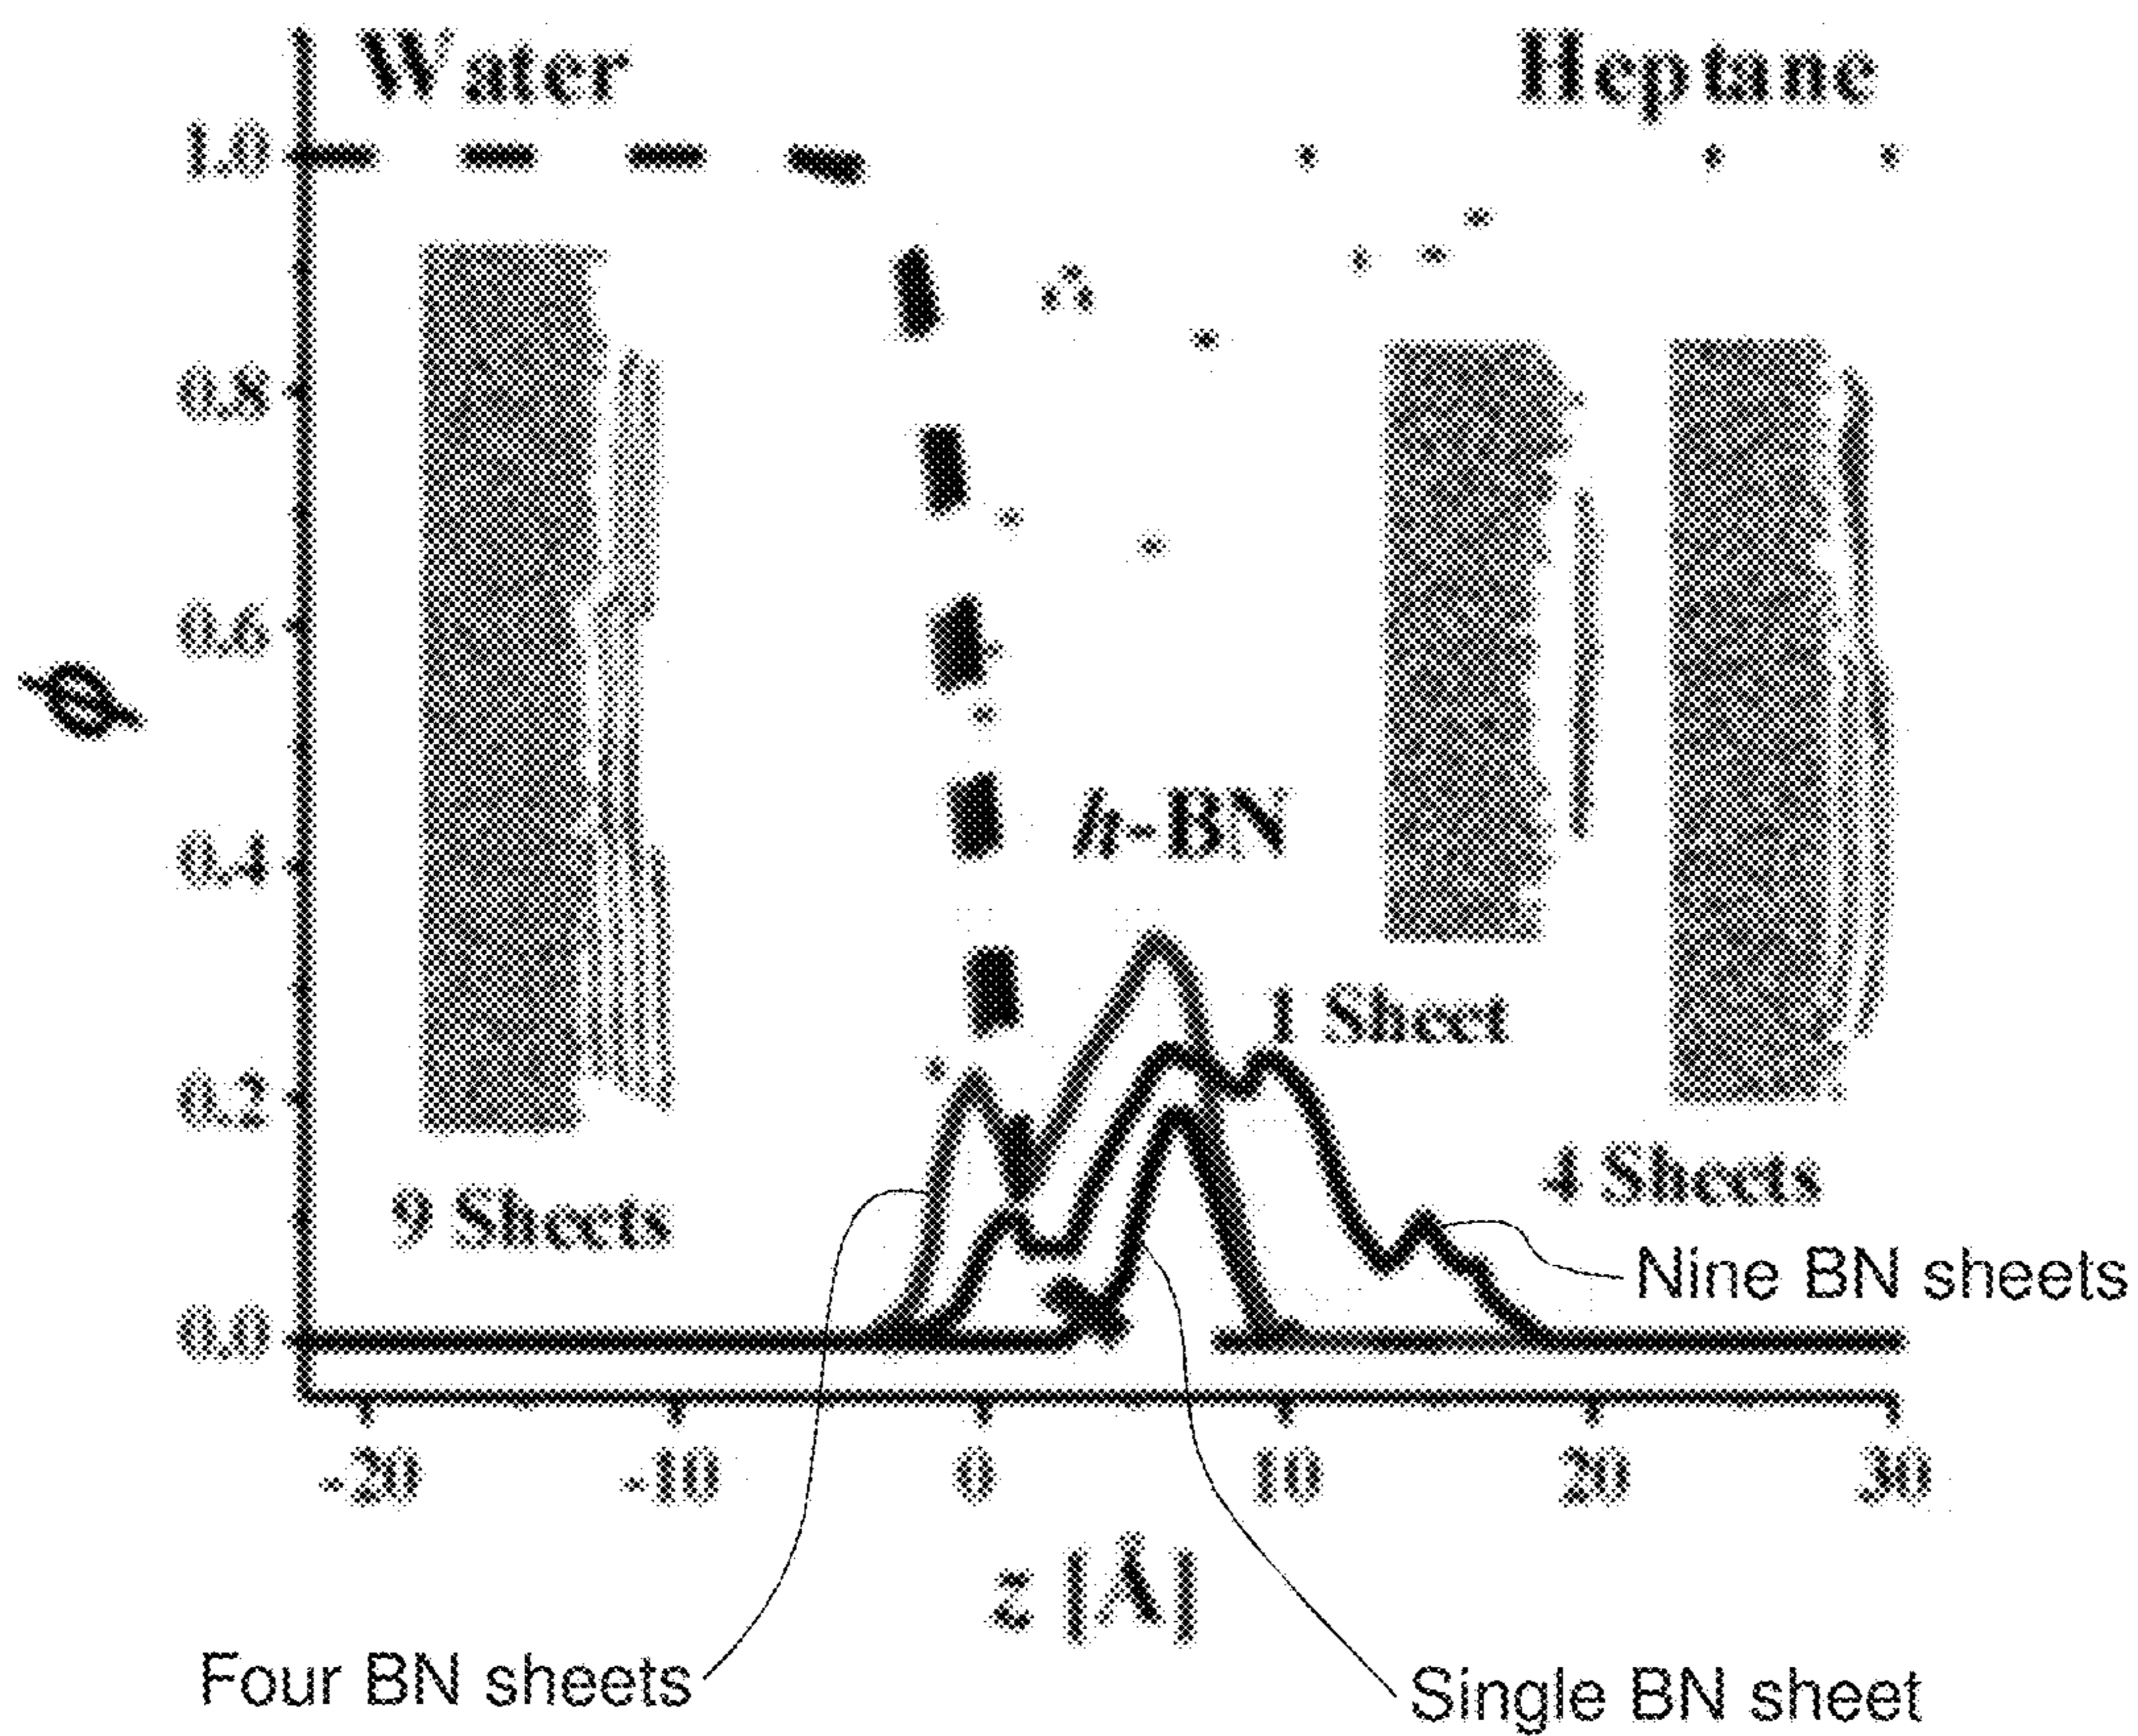 Water
Heptane
1.0
0.8
0.6
0.4
0.2
0.0
ϕ
h-BN
1 Sheet
4 Sheets
9 Sheets
Nine BN sheets
-20 -10 0 10 20 30
z [Å]
Four BN sheets
Single BN sheet